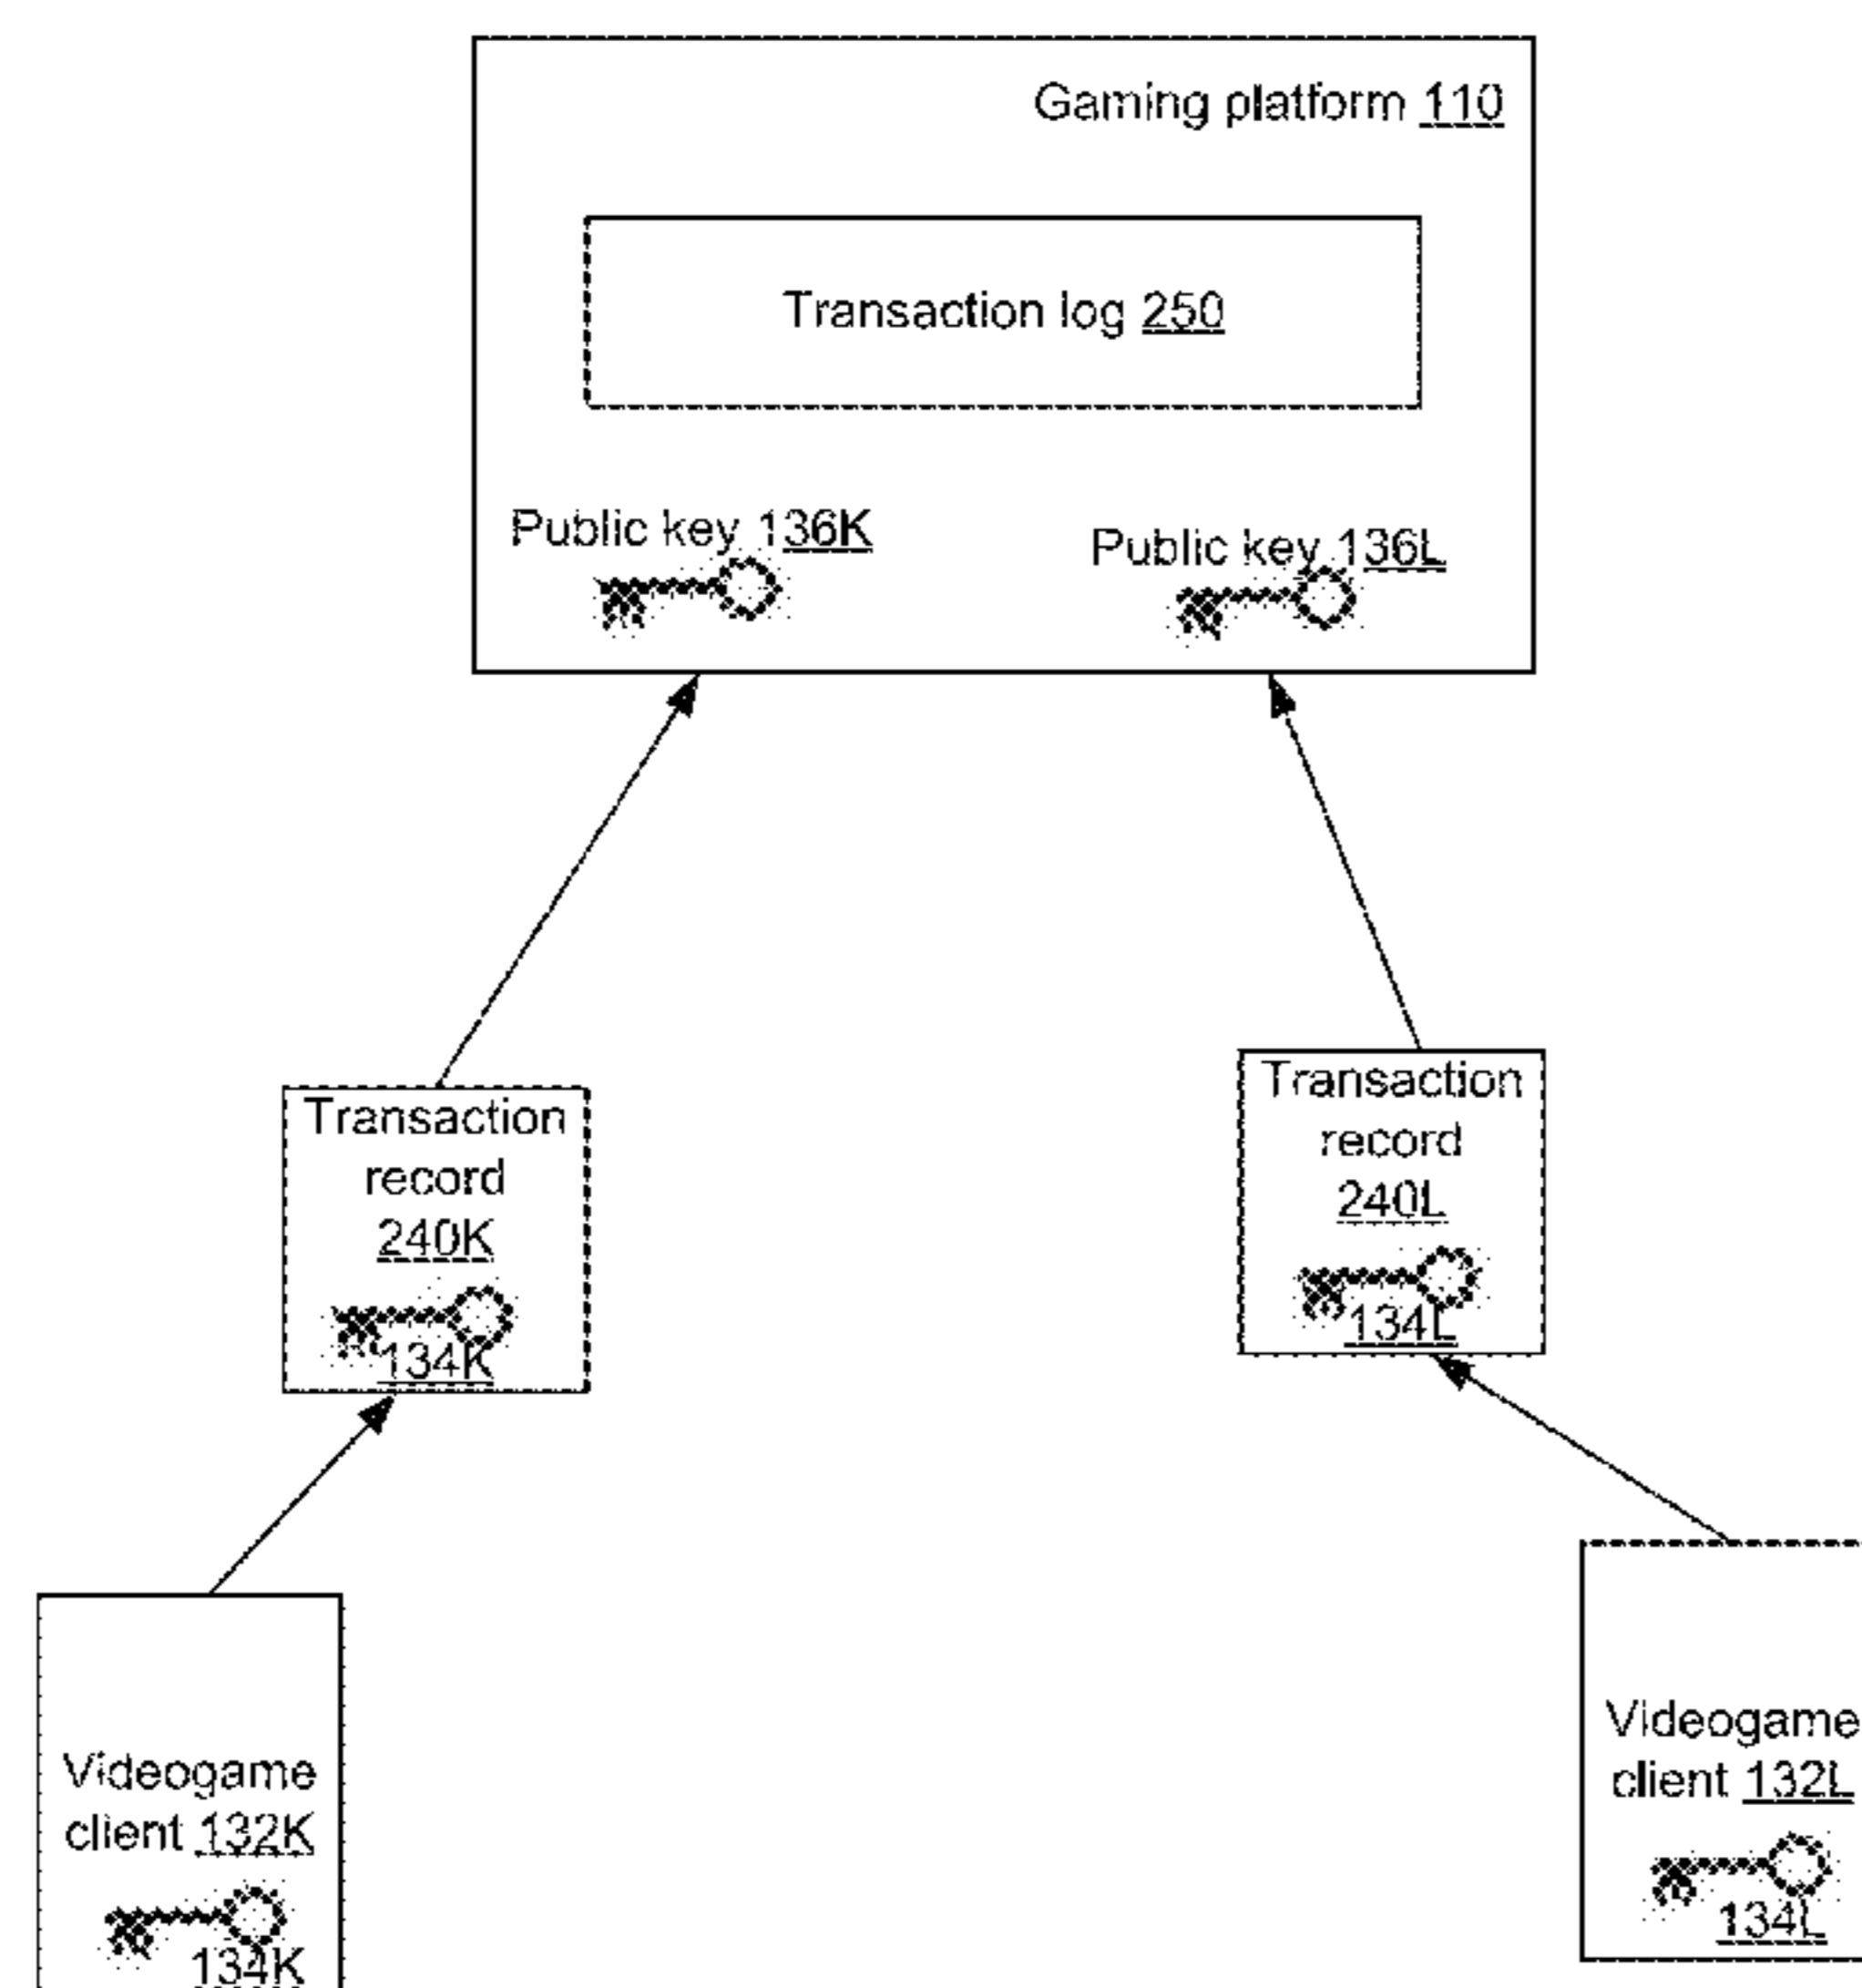 Gaming platform 110
Transaction log 250
Public key 136K
Public key 136L
Transaction
record
240K
134K
Transaction
record
240L
134L
Videogame
client 132K
134K
Videogame
client 132L
134L